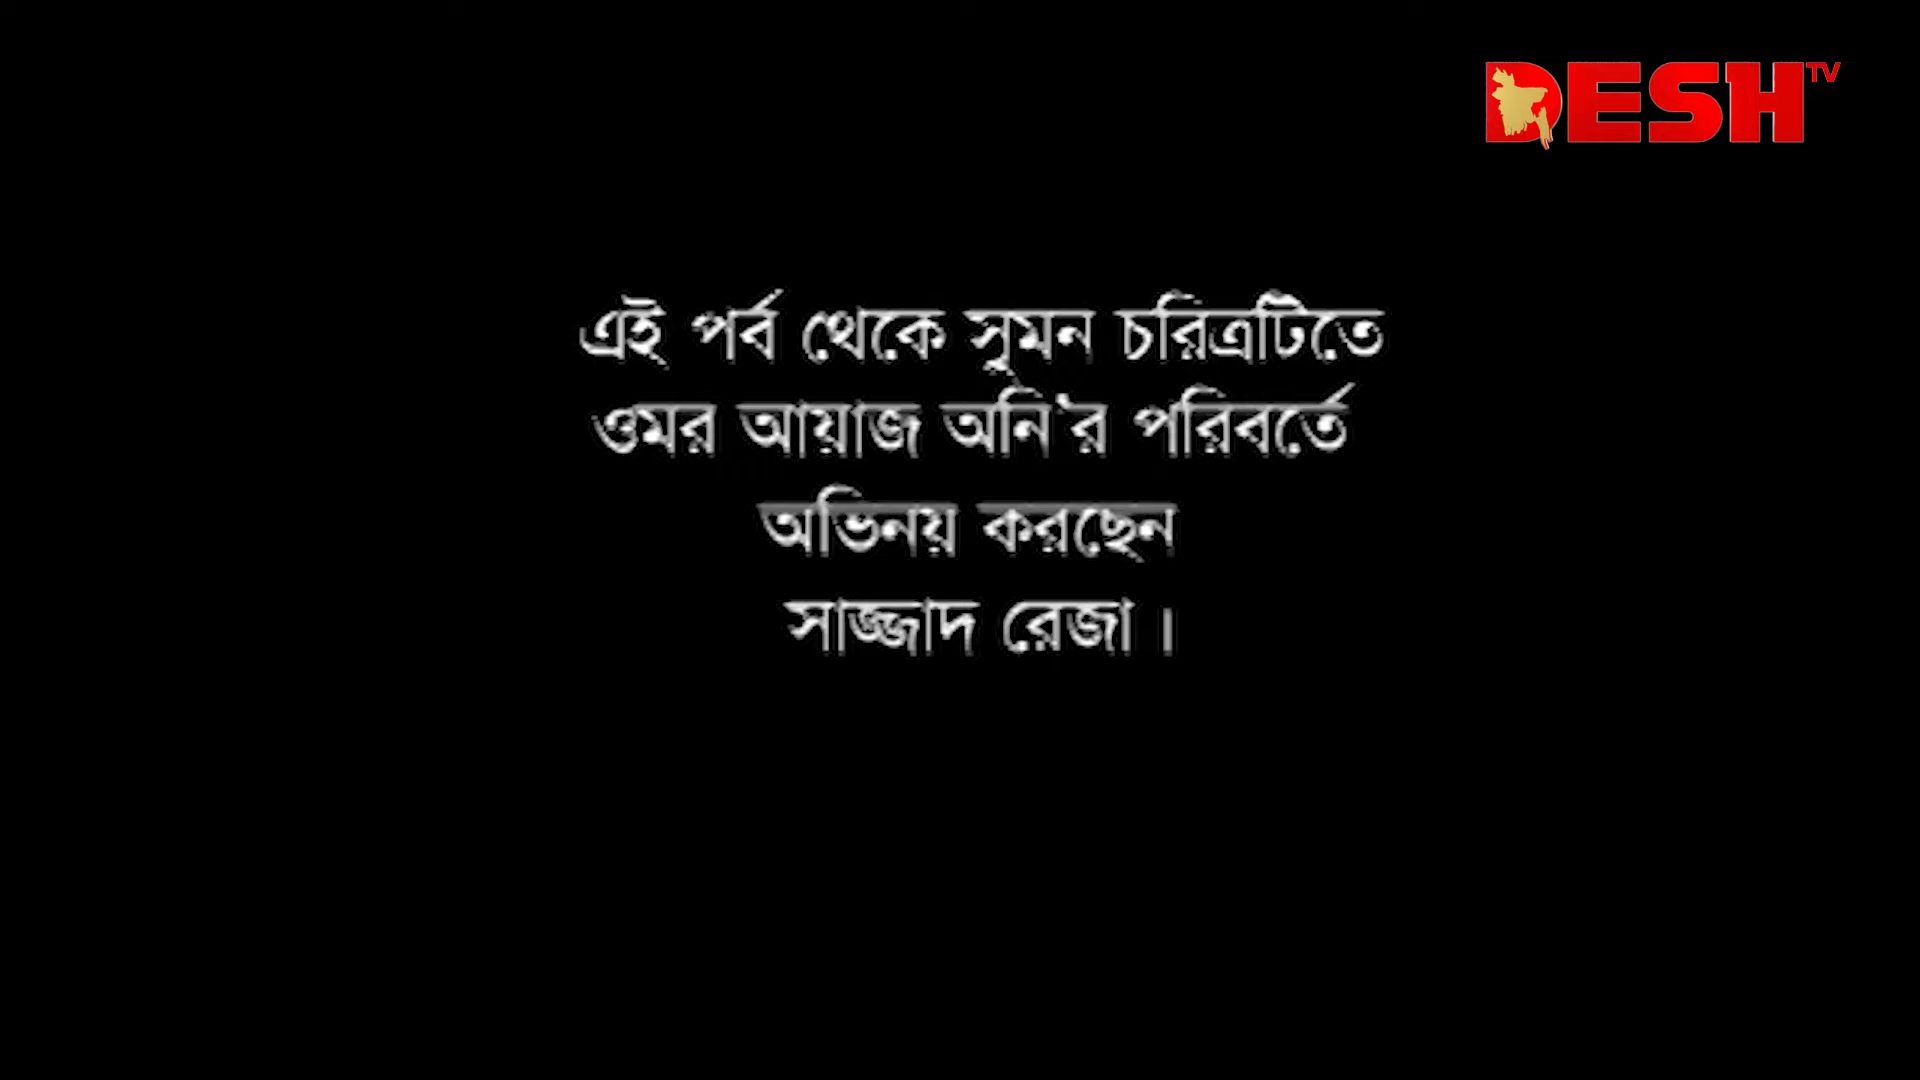 DESH TV
এই পর্ব থেকে সুমন চরিত্রটিতে
ওমর আয়াজ অনি'র পরিবর্তে
অভিনয় করছেন
সাজ্জাদ রেজা।